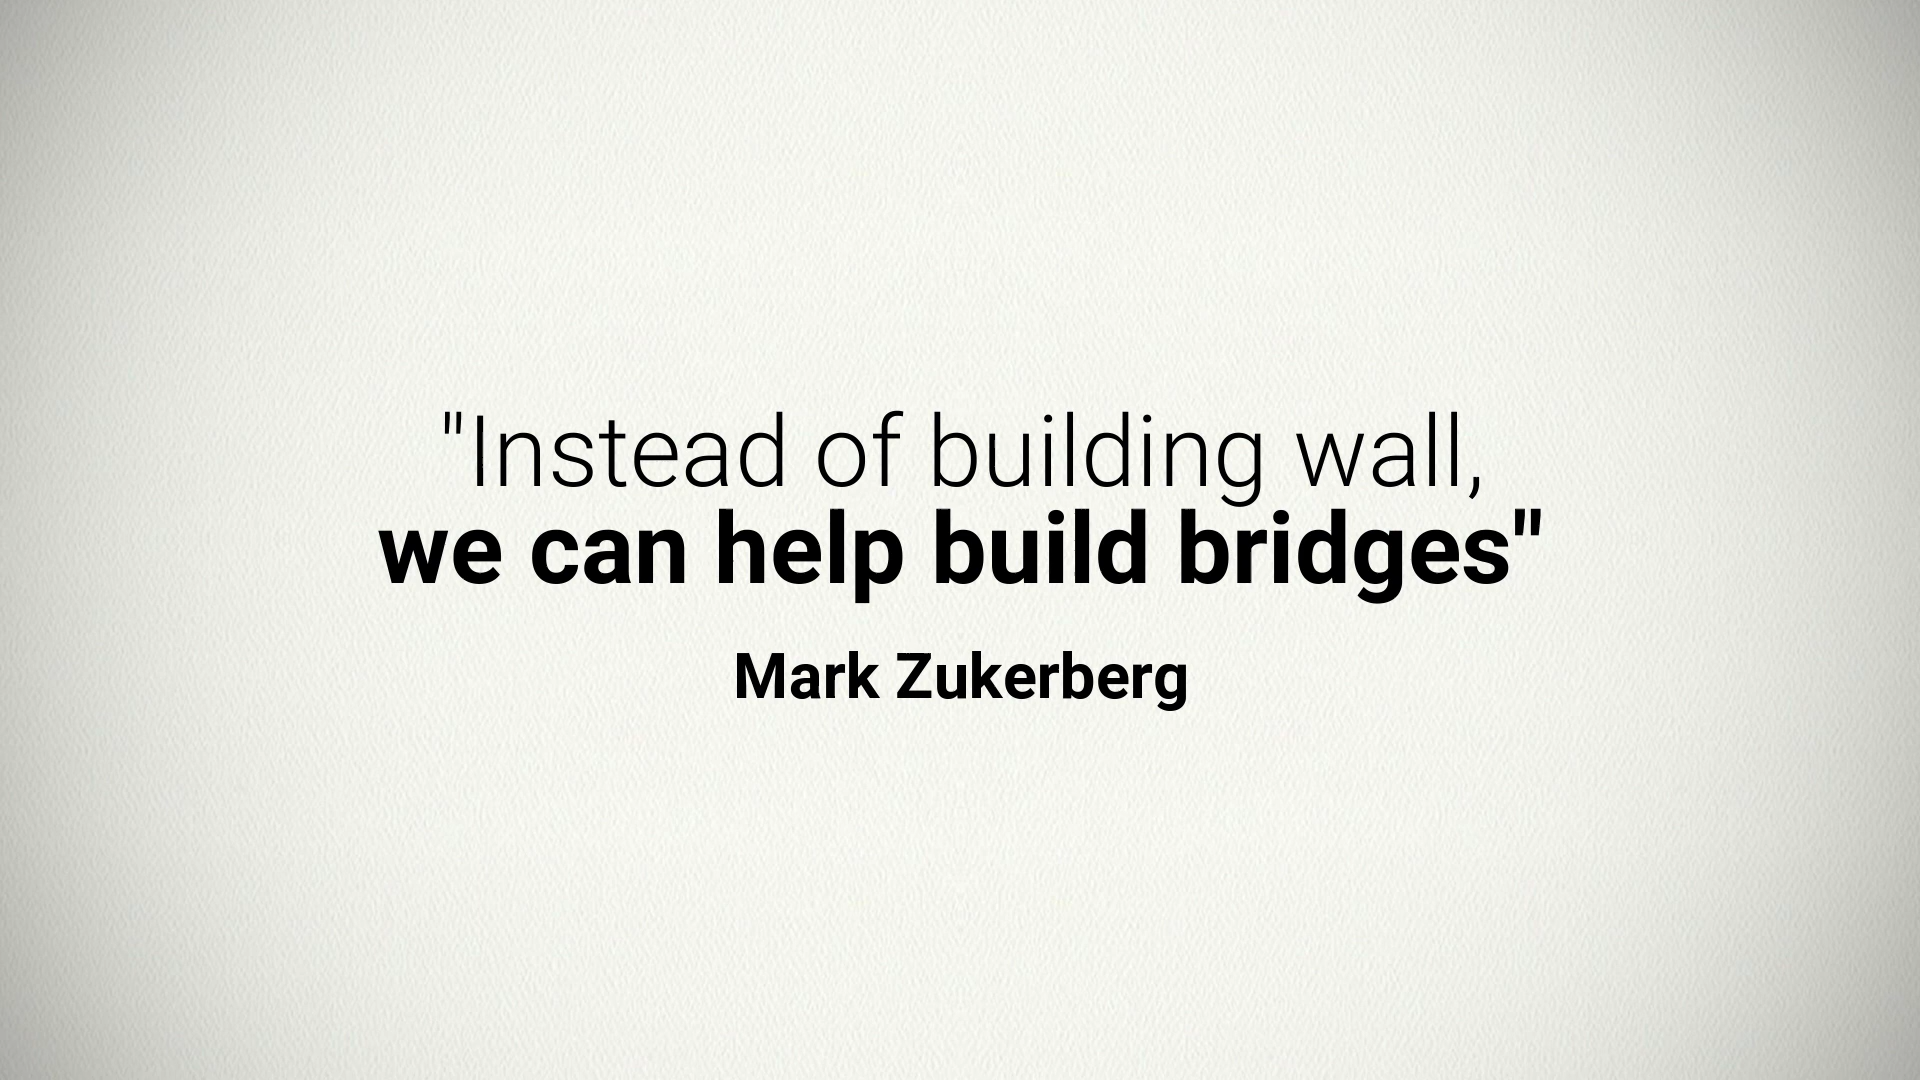 "Instead of building wall,
we can help build bridges"
Mark Zukerberg